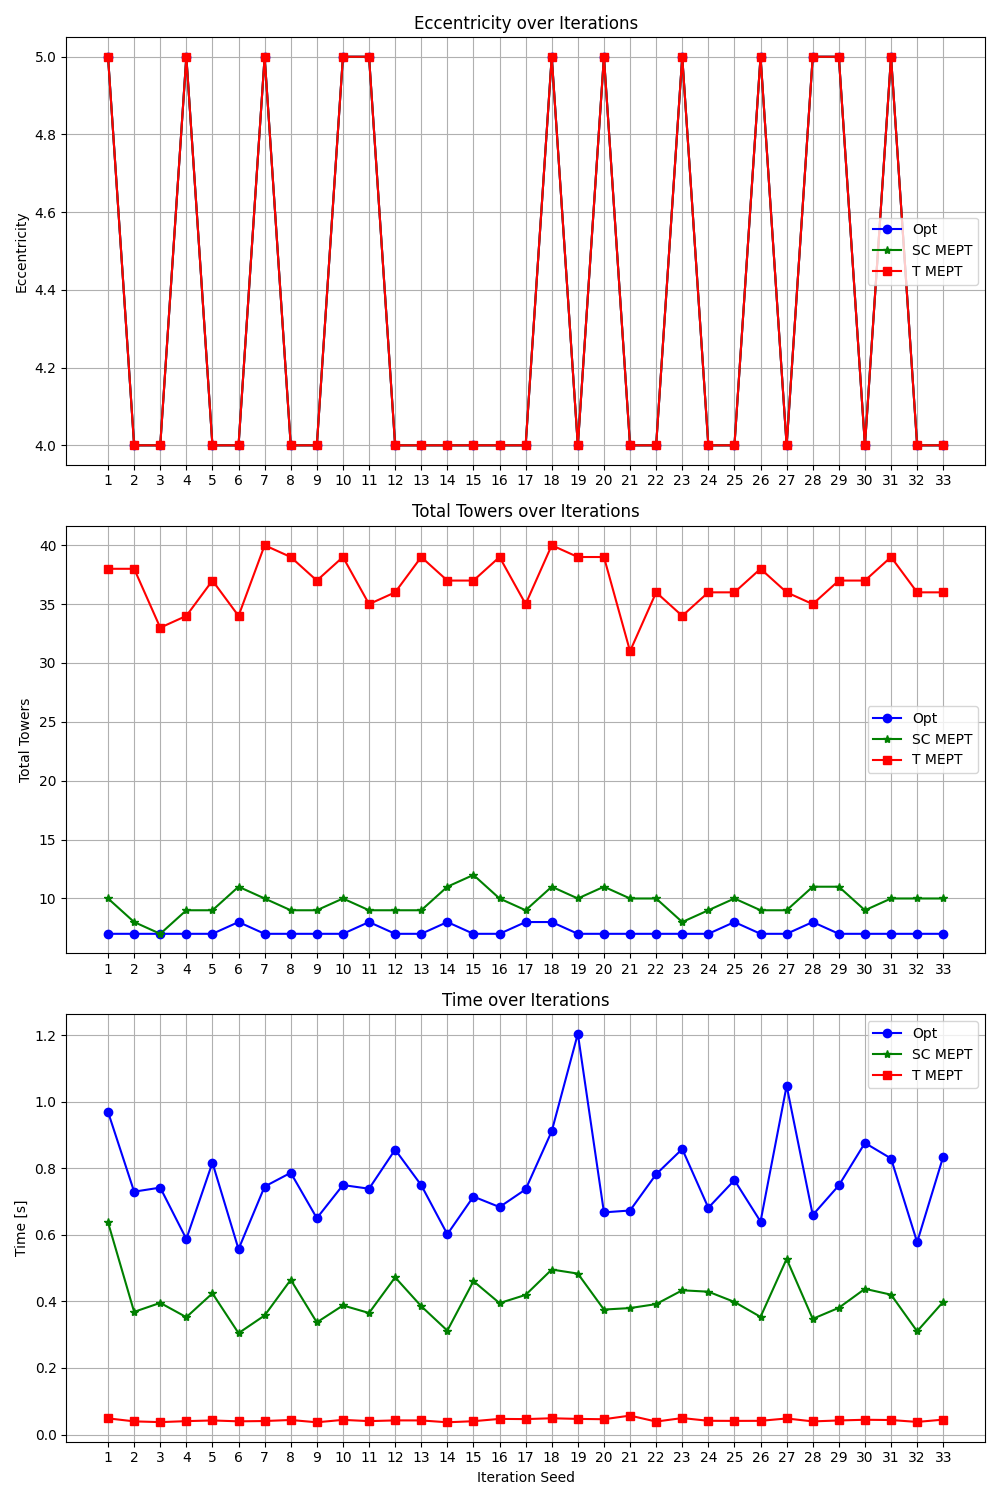 Eccentricity over Iterations
5.0
4.8
4.6
4.4
4.2
4.0
Eccentricity
Opt
SC MEPT
T MEPT
1 2 3 4 5 6 7 8 9 10 11 12 13 14 15 16 17 18 19 20 21 22 23 24 25 26 27 28 29 30 31 32 33
Total Towers over Iterations
40
35
30
25
20
15
10
Total Towers
Opt
SC MEPT
T MEPT
1 2 3 4 5 6 7 8 9 10 11 12 13 14 15 16 17 18 19 20 21 22 23 24 25 26 27 28 29 30 31 32 33
Time over Iterations
1.2
1.0
0.8
0.6
0.4
0.2
0.0
Time [s]
Opt
SC MEPT
T MEPT
1 2 3 4 5 6 7 8 9 10 11 12 13 14 15 16 17 18 19 20 21 22 23 24 25 26 27 28 29 30 31 32 33
Iteration Seed